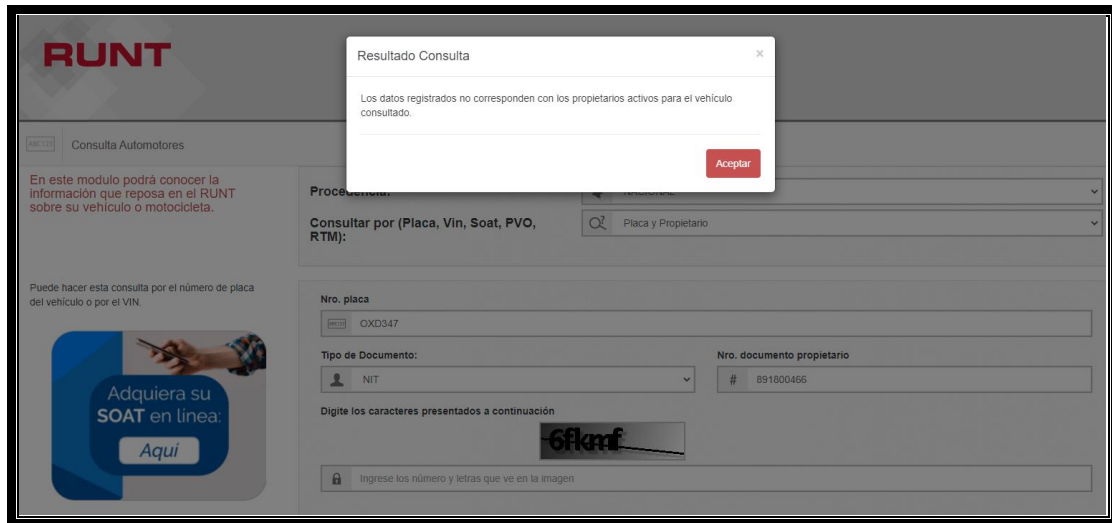 RUNT
Resultado Consulta
×
Los datos registrados no corresponden con los propietarios activos para el vehículo
consultado.
Aceptar
Consulta Automotores
En este modulo podrá conocer la
información que reposa en el RUNT
sobre su vehículo o motocicleta.
Procedencia:
NACIONAL
Consultar por (Placa, Vin, Soat, PVO,
RTM):
Placa y Propietario
Puede hacer esta consulta por el número de placa
del vehículo o por el VIN.
Adquiera su
SOAT en línea:
Aquí
Nro. placa
OXD347
Tipo de Documento:
Nro. documento propietario
NIT
# 891800466
Digite los caracteres presentados a continuación
6fkmf
Ingrese los número y letras que ve en la imagen